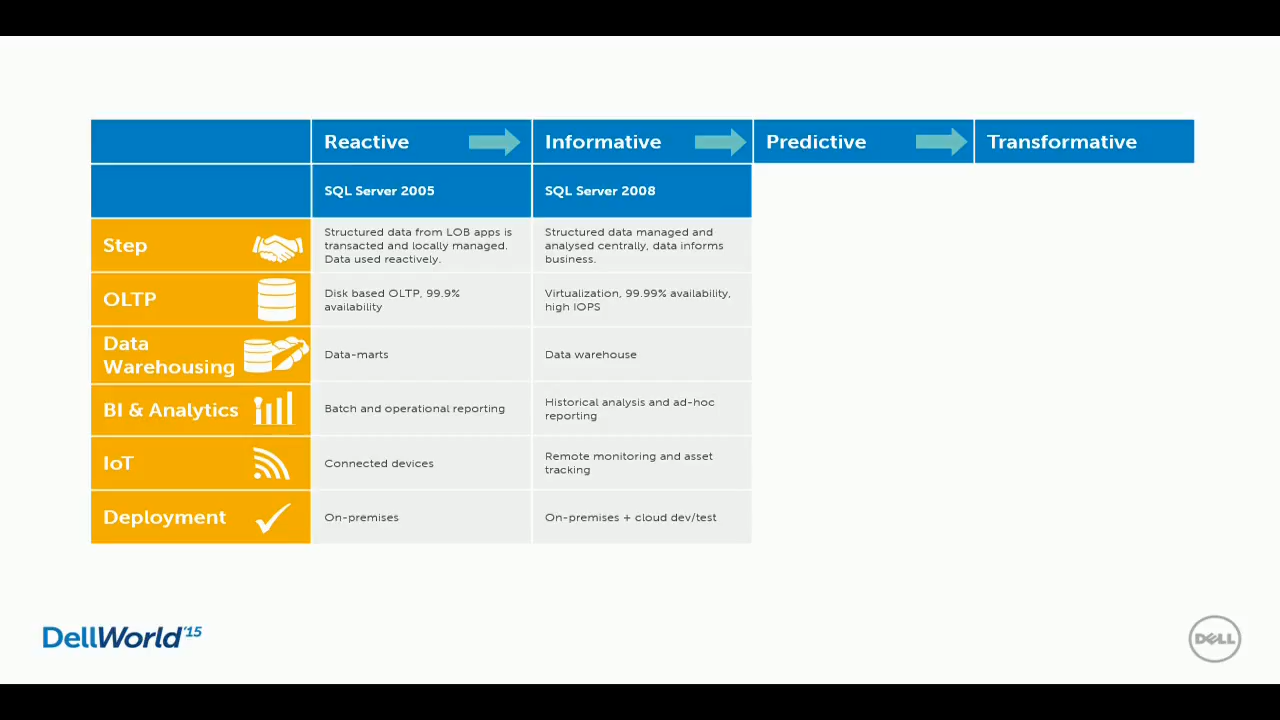 Reactive
Informative
Predictive
Transformative
SQL Server 2005
SQL Server 2008
Step
Structured data from LOB apps is
transacted and locally managed.
Data used reactively.
Structured data managed and
analysed centrally, data informs
business.
OLTP
Disk based OLTP, 99.9%
availability
Virtualization, 99.99% availability,
high IOPS
Data
Warehousing
Data-marts
Data warehouse
BI & Analytics
Batch and operational reporting
Historical analysis and ad-hoc
reporting
IoT
Connected devices
Remote monitoring and asset
tracking
Deployment
On-premises
On-premises + cloud dev/test
DellWorld'15
DELL